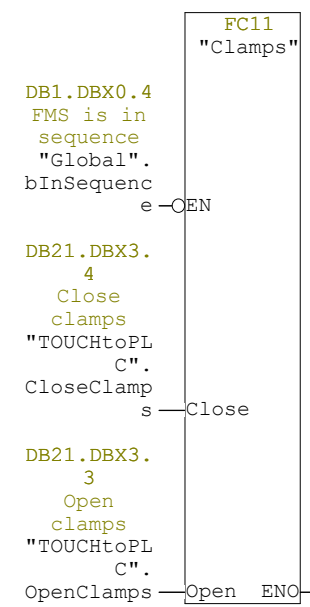 FC11
"Clamps"
DB1.DBX0.4
FMS is in
sequence
"Global".
bInSequenc
e
EN
DB21.DBX3.
4
Close
clamps
"TOUCHtoPL
C".
CloseClamp
s
Close
DB21.DBX3.
3
Open
clamps
"TOUCHtoPL
C".
OpenClamps
Open ENO